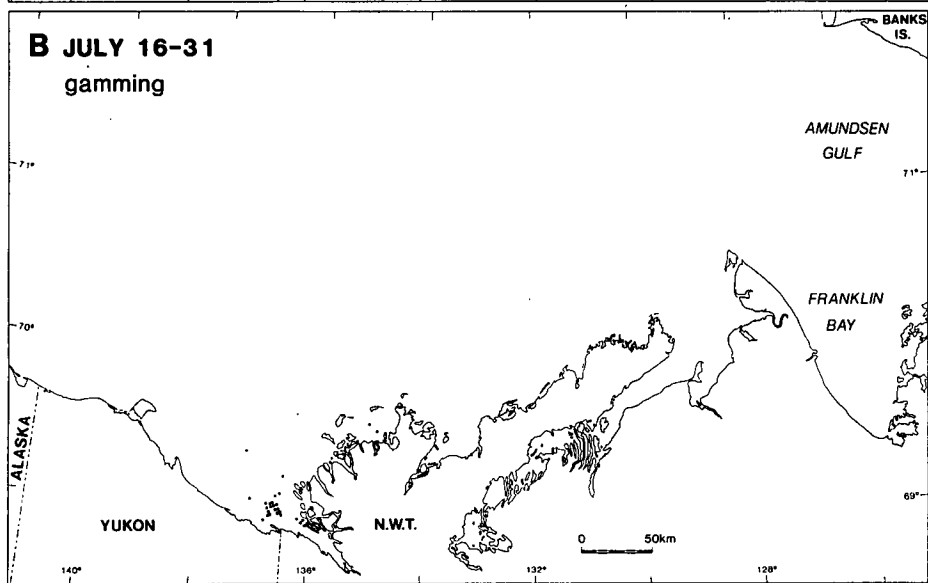 B JULY 16-31
gamming
BANKS
IS.
AMUNDSEN
GULF
71°
71°
FRANKLIN
BAY
70°
70°
ALASKA
69°
YUKON
N.W.T.
0 50km
140°
136°
132°
128°